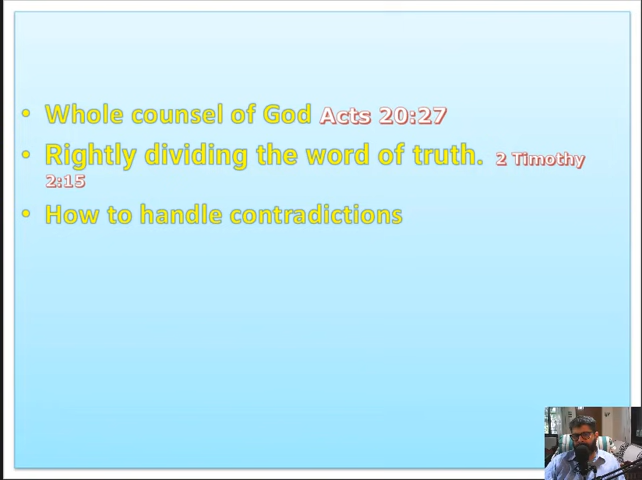 • Whole counsel of God Acts 20:27
• Rightly dividing the word of truth. 2 Timothy
2:15
• How to handle contradictions